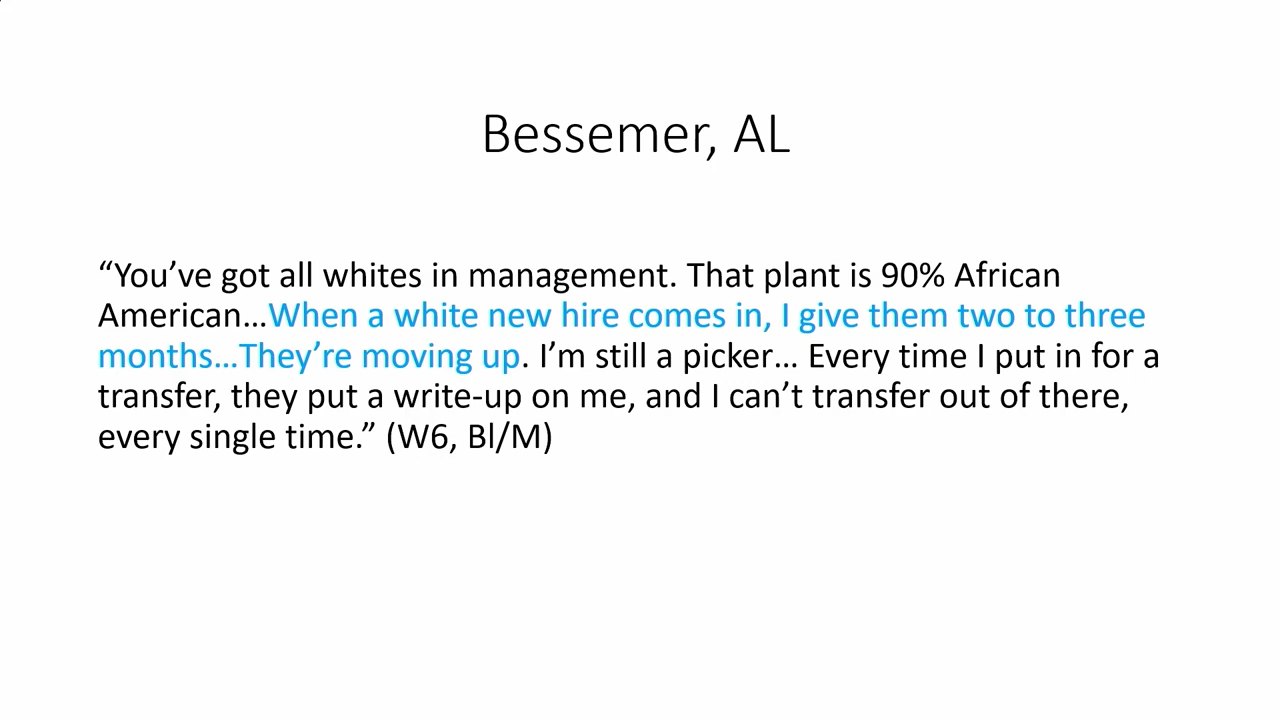 Bessemer, AL
“You’ve got all whites in management. That plant is 90% African
American…When a white new hire comes in, I give them two to three
months…They’re moving up. I’m still a picker… Every time I put in for a
transfer, they put a write-up on me, and I can’t transfer out of there,
every single time.” (W6, Bl/M)